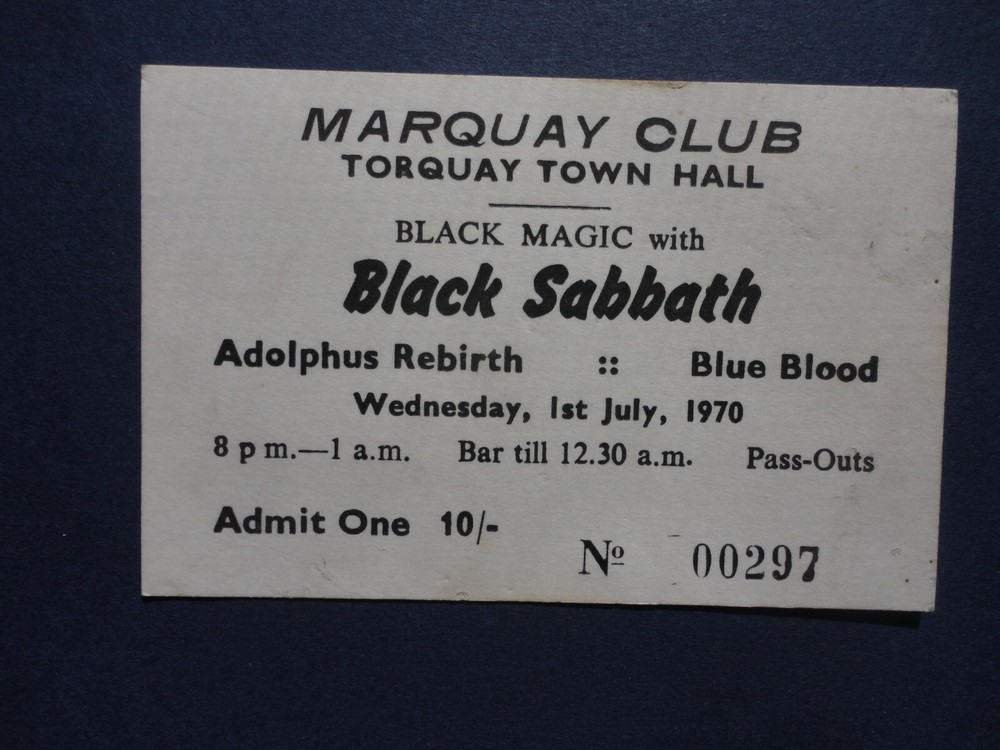 MARQUAY CLUB
TORQUAY TOWN HALL
BLACK MAGIC with
Black Sabbath
Adolphus Rebirth :: Blue Blood
Wednesday, 1st July, 1970
8 p m.—1 a.m. Bar till 12.30 a.m. Pass-Outs
Admit One 10/-
Nº 00297